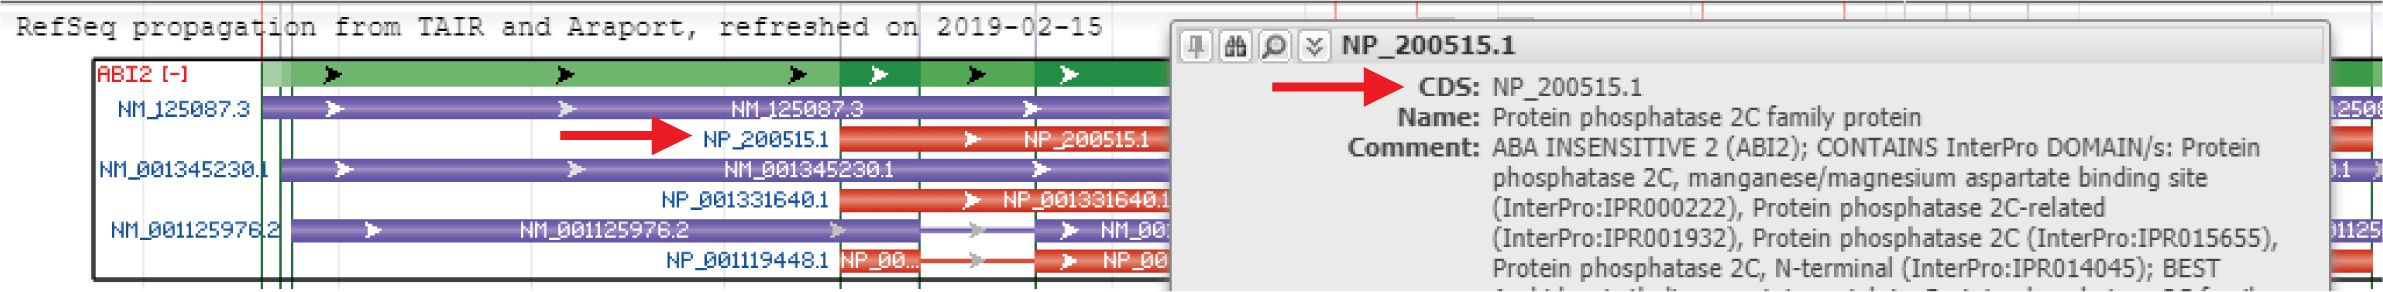 RefSeq propagation from TAIR and Araport, refreshed on 2019-02-15
ABI2 [-]
NM_125087.3 NM_125087.3
NP_200515.1 NP_200515.1
NM_001345230.1 NM_001345230.1
NP_001331640.1 NP_001331640.1
NM_001125976.2 NM_001125976.2 NM_00
NP_001119448.1 NP_00... NP_00
NP_200515.1
CDS: NP_200515.1
Name: Protein phosphatase 2C family protein
Comment: ABA INSENSITIVE 2 (ABI2); CONTAINS InterPro DOMAIN/s: Protein
phosphatase 2C, manganese/magnesium aspartate binding site
(InterPro:IPR000222), Protein phosphatase 2C-related
(InterPro:IPR001932), Protein phosphatase 2C (InterPro:IPR015655),
Protein phosphatase 2C, N-terminal (InterPro:IPR014045); BEST